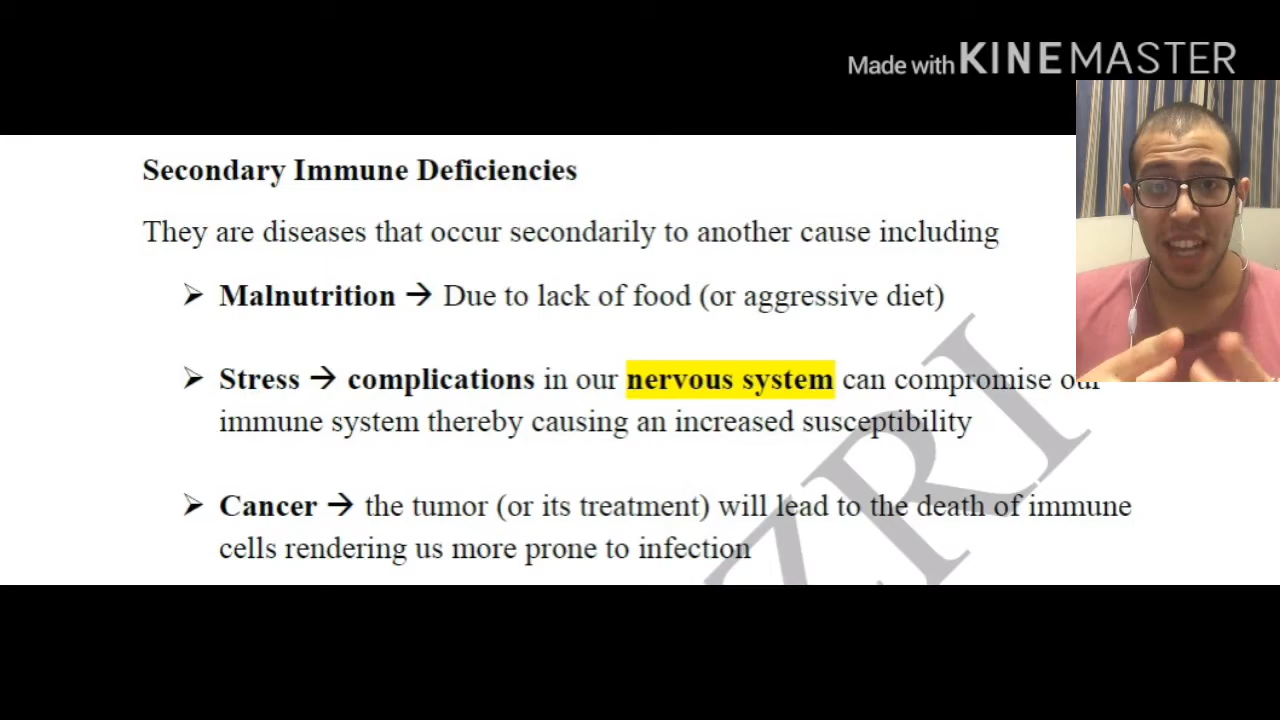 Made with KINEMASTER
Secondary Immune Deficiencies
They are diseases that occur secondarily to another cause including
➢ Malnutrition → Due to lack of food (or aggressive diet)
➢ Stress → complications in our nervous system can compromise our
immune system thereby causing an increased susceptibility
➢ Cancer → the tumor (or its treatment) will lead to the death of immune
cells rendering us more prone to infection
ZRI